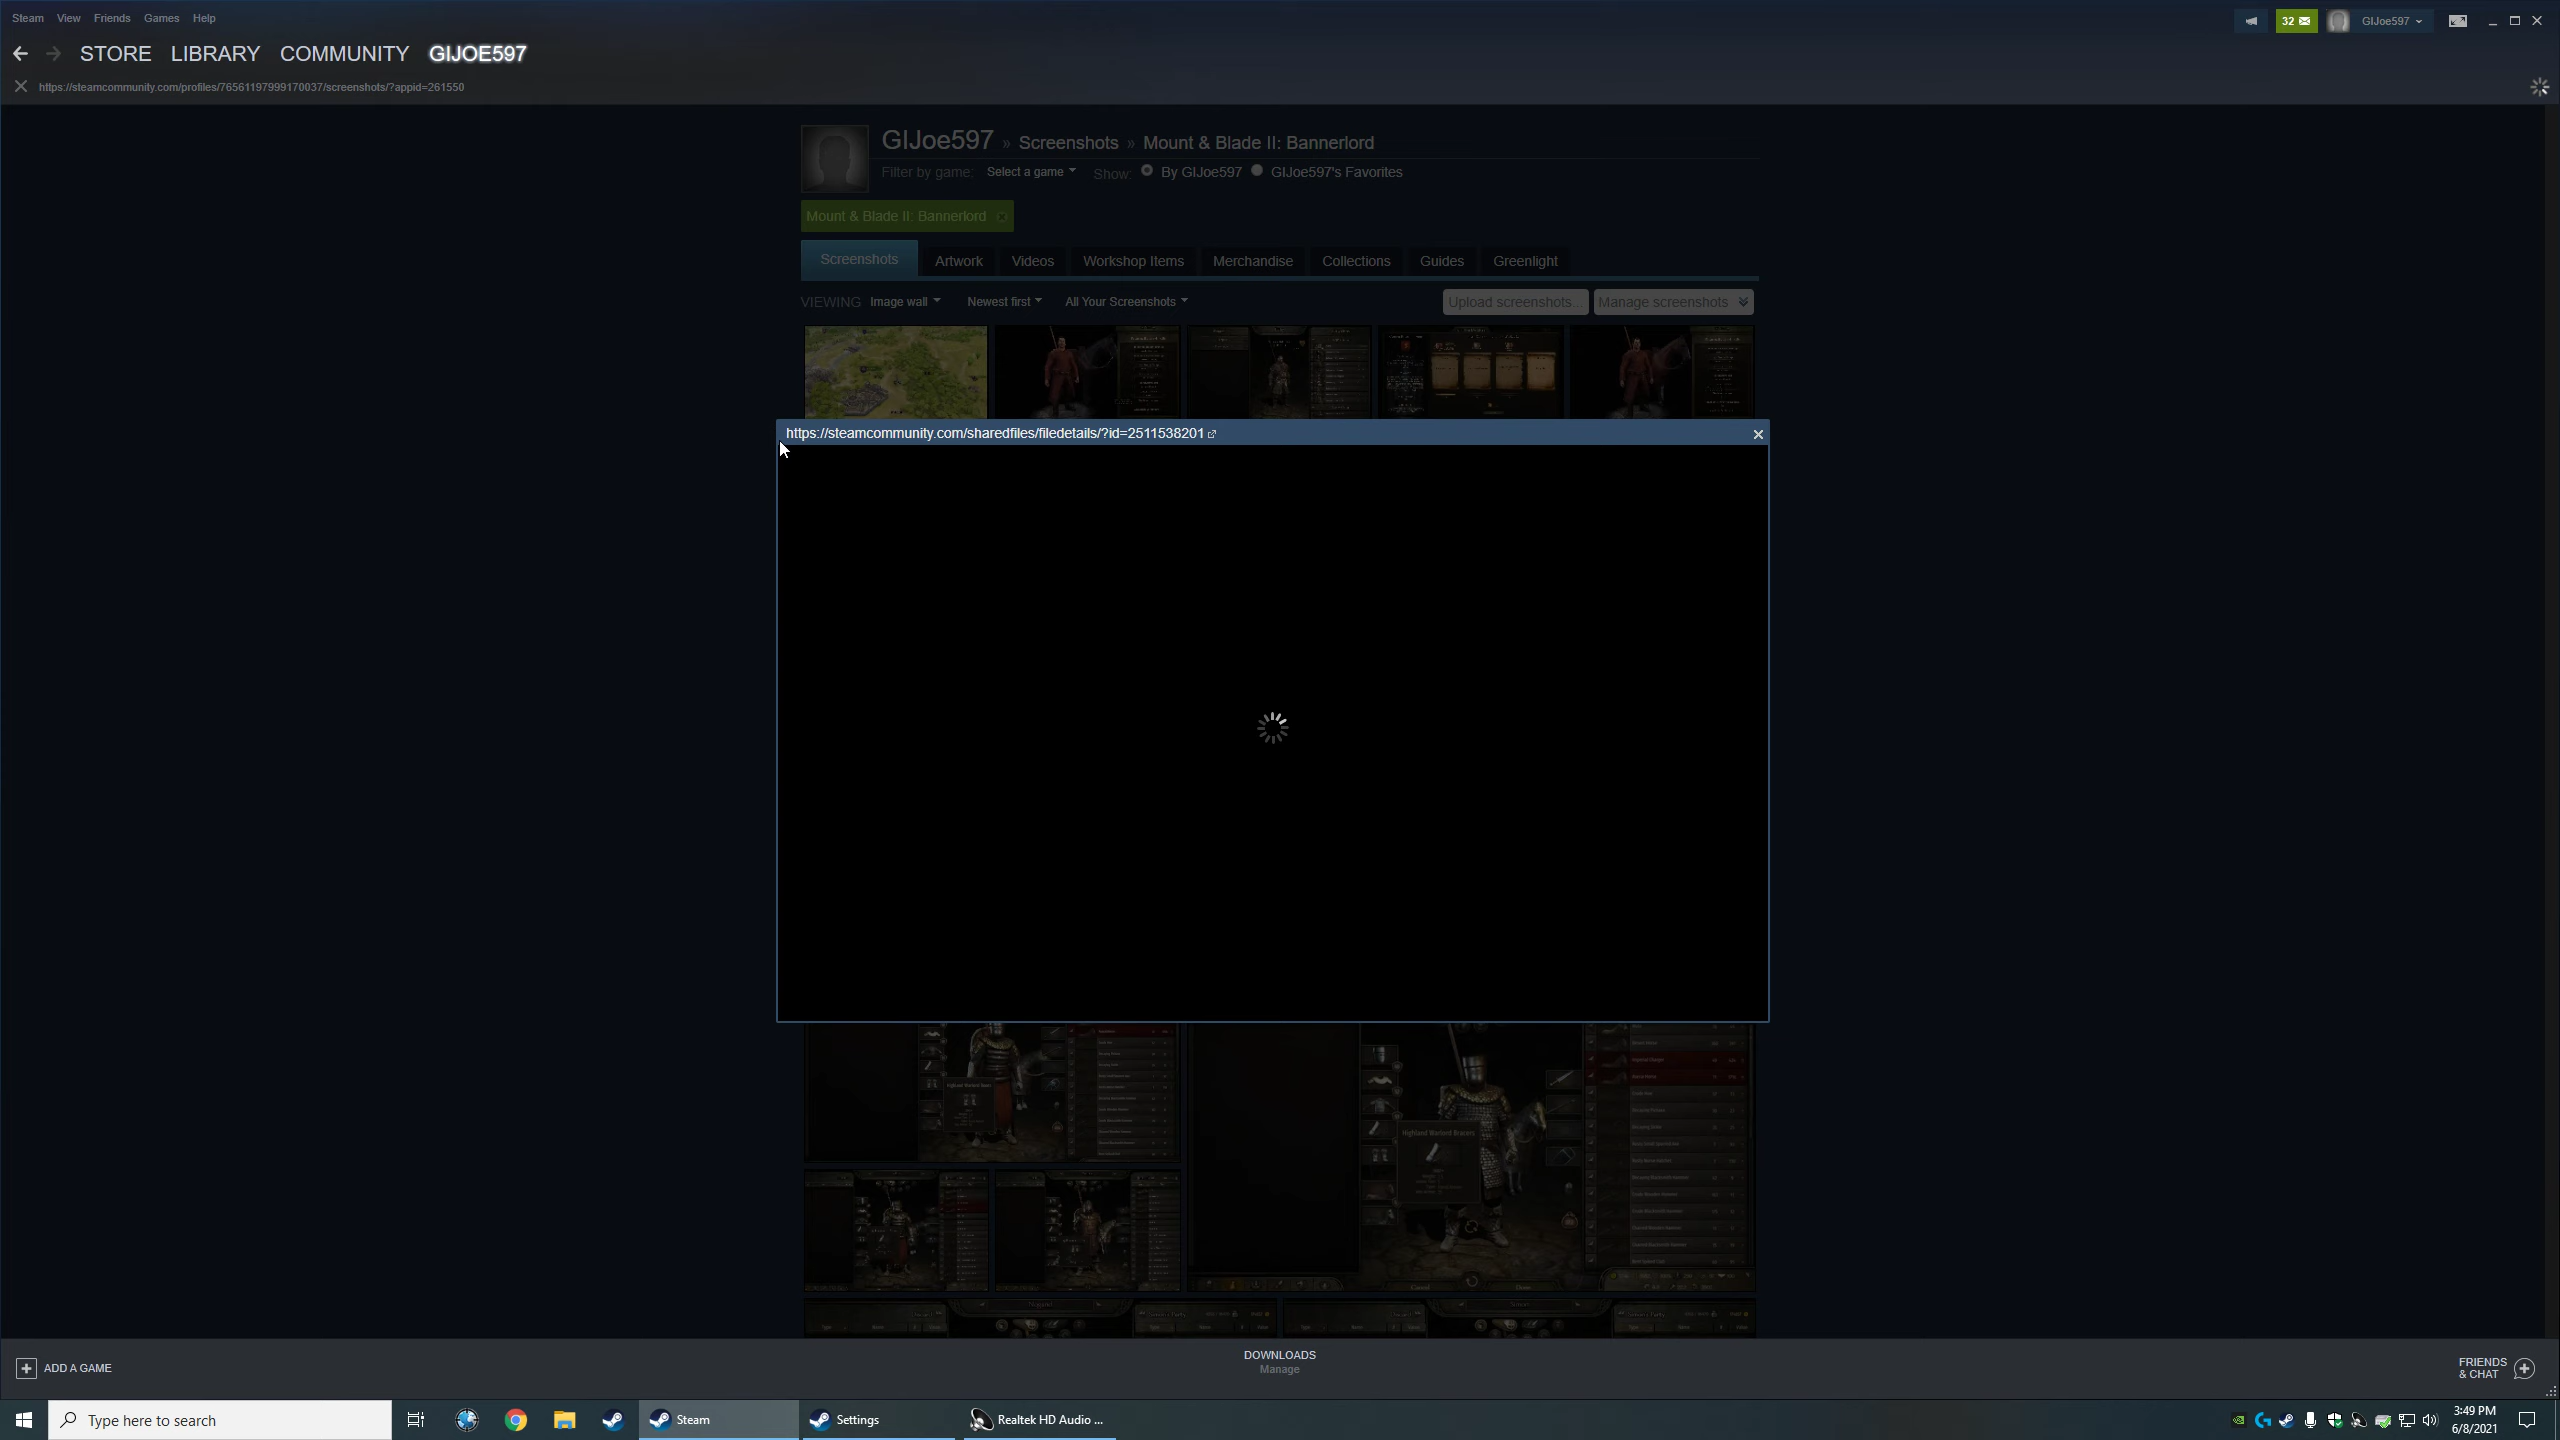 Steam View Friends Games Help
32 GIJoe597
STORE LIBRARY COMMUNITY GIJOE597
https://steamcommunity.com/profiles/76561197999170037/screenshots/?appid=261550
GIJoe597 » Screenshots » Mount & Blade II: Bannerlord
Filter by game: Select a game Show: By GIJoe597 GIJoe597's Favorites
Mount & Blade II: Bannerlord
Screenshots Artwork Videos Workshop Items Merchandise Collections Guides Greenlight
VIEWING Image wall Newest first All Your Screenshots Upload screenshots... Manage screenshots
https://steamcommunity.com/sharedfiles/filedetails/?id=2511538201
Highland Warlord Bracers
ADD A GAME
DOWNLOADS
Manage
FRIENDS
& CHAT
Type here to search
Steam
Settings
Realtek HD Audio ...
3:49 PM
6/8/2021